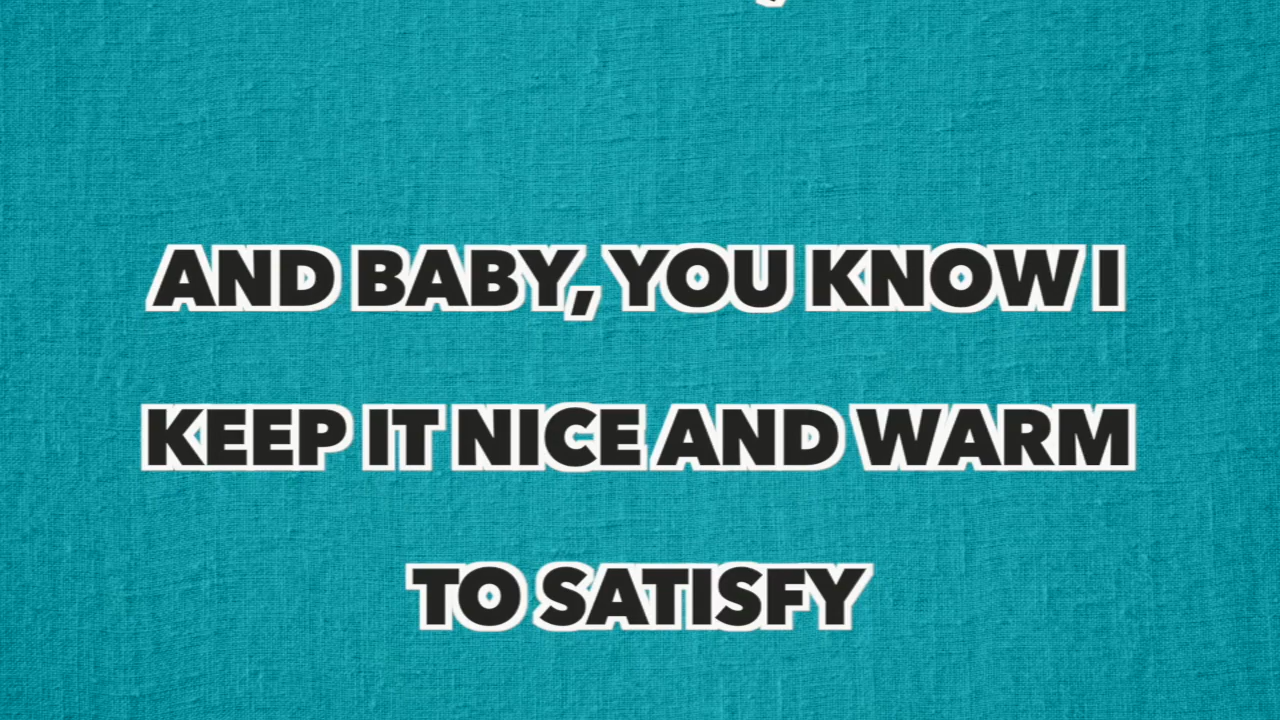 AND BABY, YOU KNOW I
KEEP IT NICE AND WARM
TO SATISFY